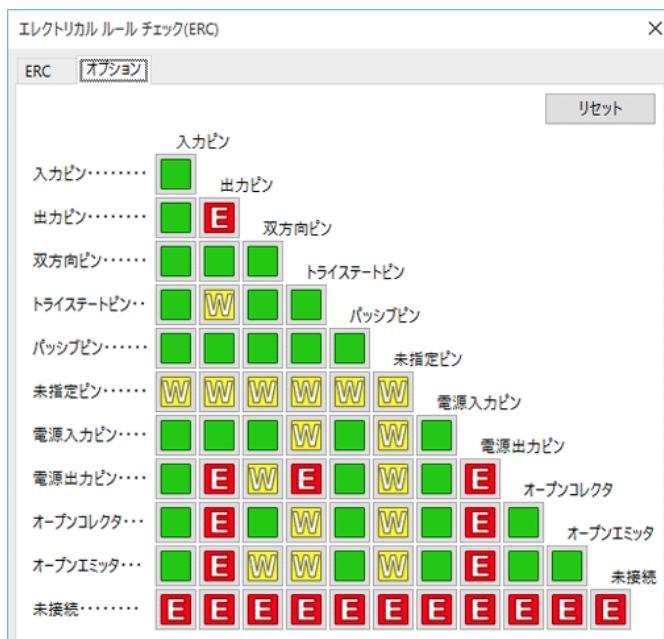 エレクトリカル ルール チェック(ERC)
ERC オプション
リセット
入力ピン
入力ピン········
出力ピン
出力ピン········ E
双方向ピン
双方向ピン······
トライステートピン
トライステートピン·· W
パッシブピン
パッシブピン······
未指定ピン
未指定ピン······ W W W W W W
電源入力ピン
電源入力ピン···· W W
電源出力ピン
電源出力ピン···· E W E W E
オープンコレクタ
オープンコレクタ··· E W W E
オープンエミッタ
オープンエミッタ··· E W W W E
未接続
未接続········ E E E E E E E E E E E